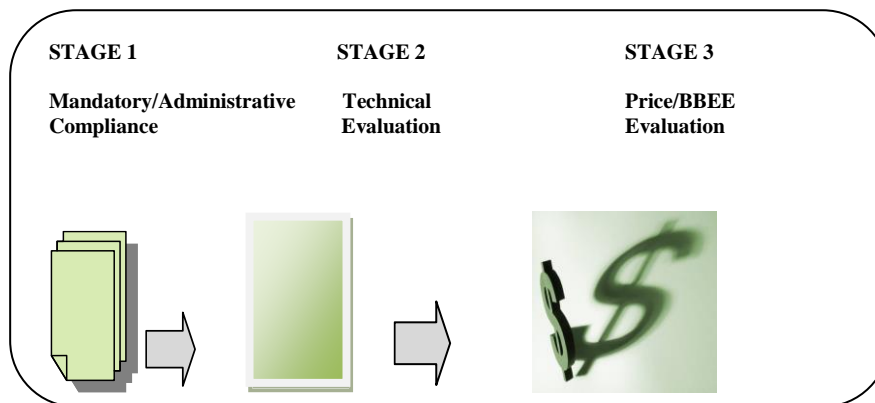 STAGE 1
Mandatory/Administrative
Compliance
STAGE 2
Technical
Evaluation
STAGE 3
Price/BBEE
Evaluation